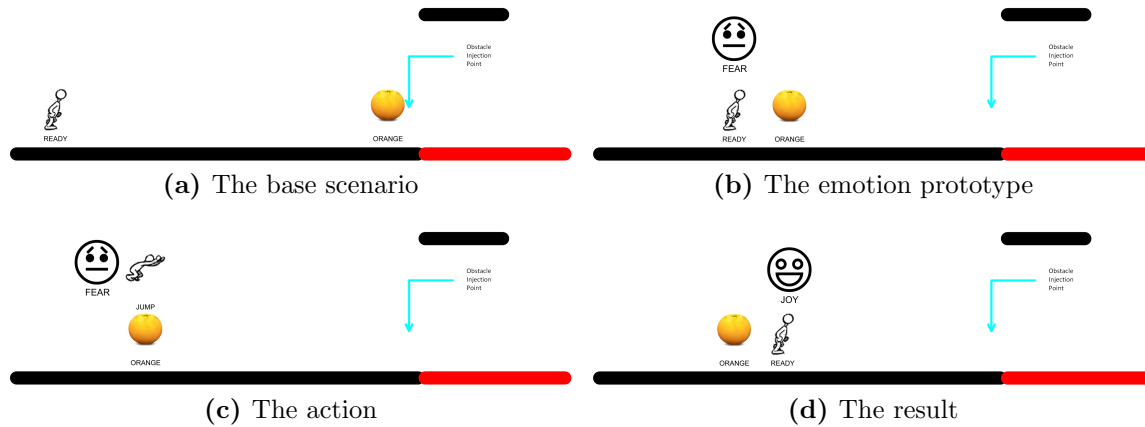 Obstacle
Injection
Point
READY
ORANGE
(a) The base scenario
FEAR
Obstacle
Injection
Point
READY
ORANGE
(b) The emotion prototype
FEAR
JUMP
Obstacle
Injection
Point
ORANGE
(c) The action
JOY
Obstacle
Injection
Point
ORANGE
READY
(d) The result